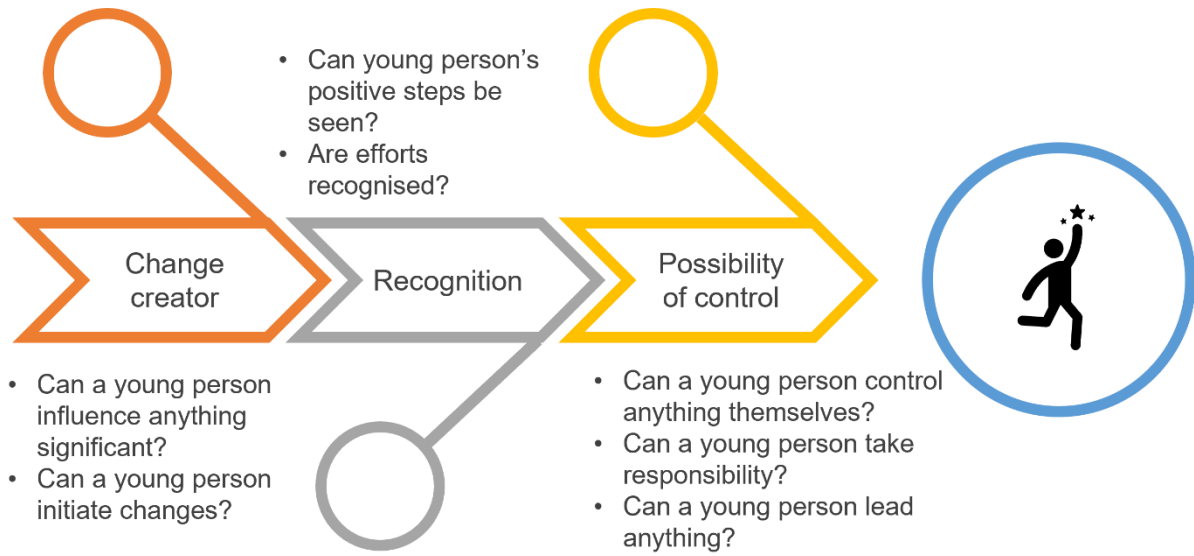 • Can young person’s
positive steps be
seen?
• Are efforts
recognised?
Change
creator
Recognition
Possibility
of control
• Can a young person
influence anything
significant?
• Can a young person
initiate changes?
• Can a young person control
anything themselves?
• Can a young person take
responsibility?
• Can a young person lead
anything?